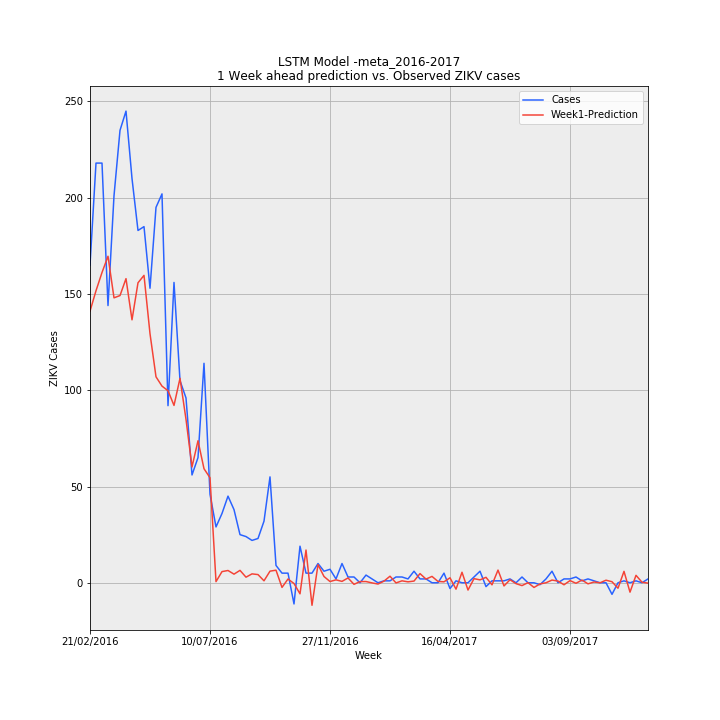 LSTM Model -meta_2016-2017
1 Week ahead prediction vs. Observed ZIKV cases
Cases
Week1-Prediction
250
200
150
100
50
0
ZIKV Cases
21/02/2016 10/07/2016 27/11/2016 16/04/2017 03/09/2017
Week